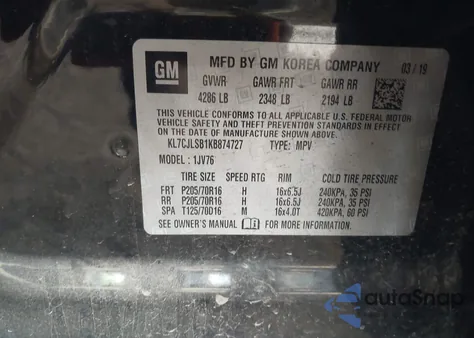 GM
MFD BY GM KOREA COMPANY 03/19
GVWR GAWR FRT GAWR RR
4286 LB 2348 LB 2194 LB
THIS VEHICLE CONFORMS TO ALL APPLICABLE U.S. FEDERAL MOTOR
VEHICLE SAFETY, BUMPER, AND THEFT PREVENTION STANDARDS IN
EFFECT ON THE DATE OF MANUFACTURE SHOWN ABOVE.
KL7CJLSB1KB874727 TYPE: MPV
MODEL: 1JV76
TIRE SIZE SPEED RTG RIM COLD TIRE PRESSURE
FRT P205/70R16 H 16x6.5J 240KPA, 35 PSI
RR P205/70R16 H 16x6.5J 240KPA, 35 PSI
SPA T125/70D16 M 16x4.0T 420KPA, 60 PSI
SEE OWNER'S MANUAL FOR MORE INFORMATION.
autoSnap